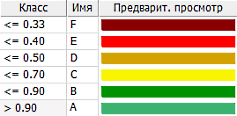 Класс Имя Предварит. просмотр
<= 0.33 F
<= 0.40 E
<= 0.50 D
<= 0.70 C
<= 0.90 B
> 0.90 A